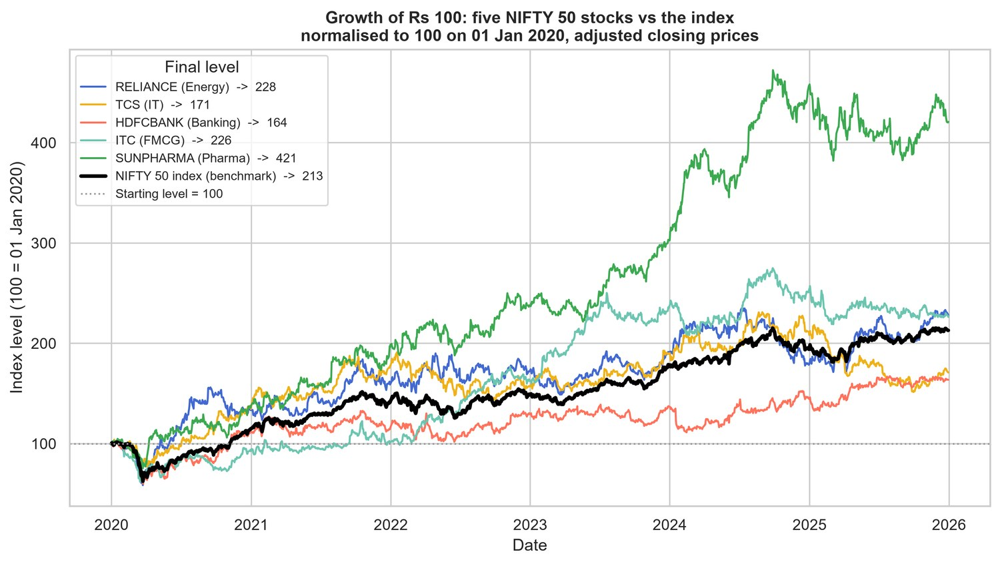 Growth of Rs 100: five NIFTY 50 stocks vs the index
normalised to 100 on 01 Jan 2020, adjusted closing prices
Final level
RELIANCE (Energy) -> 228
TCS (IT) -> 171
HDFCBANK (Banking) -> 164
ITC (FMCG) -> 226
SUNPHARMA (Pharma) -> 421
NIFTY 50 index (benchmark) -> 213
Starting level = 100
Index level (100 = 01 Jan 2020)
400
300
200
100
2020
2021
2022
2023
2024
2025
2026
Date